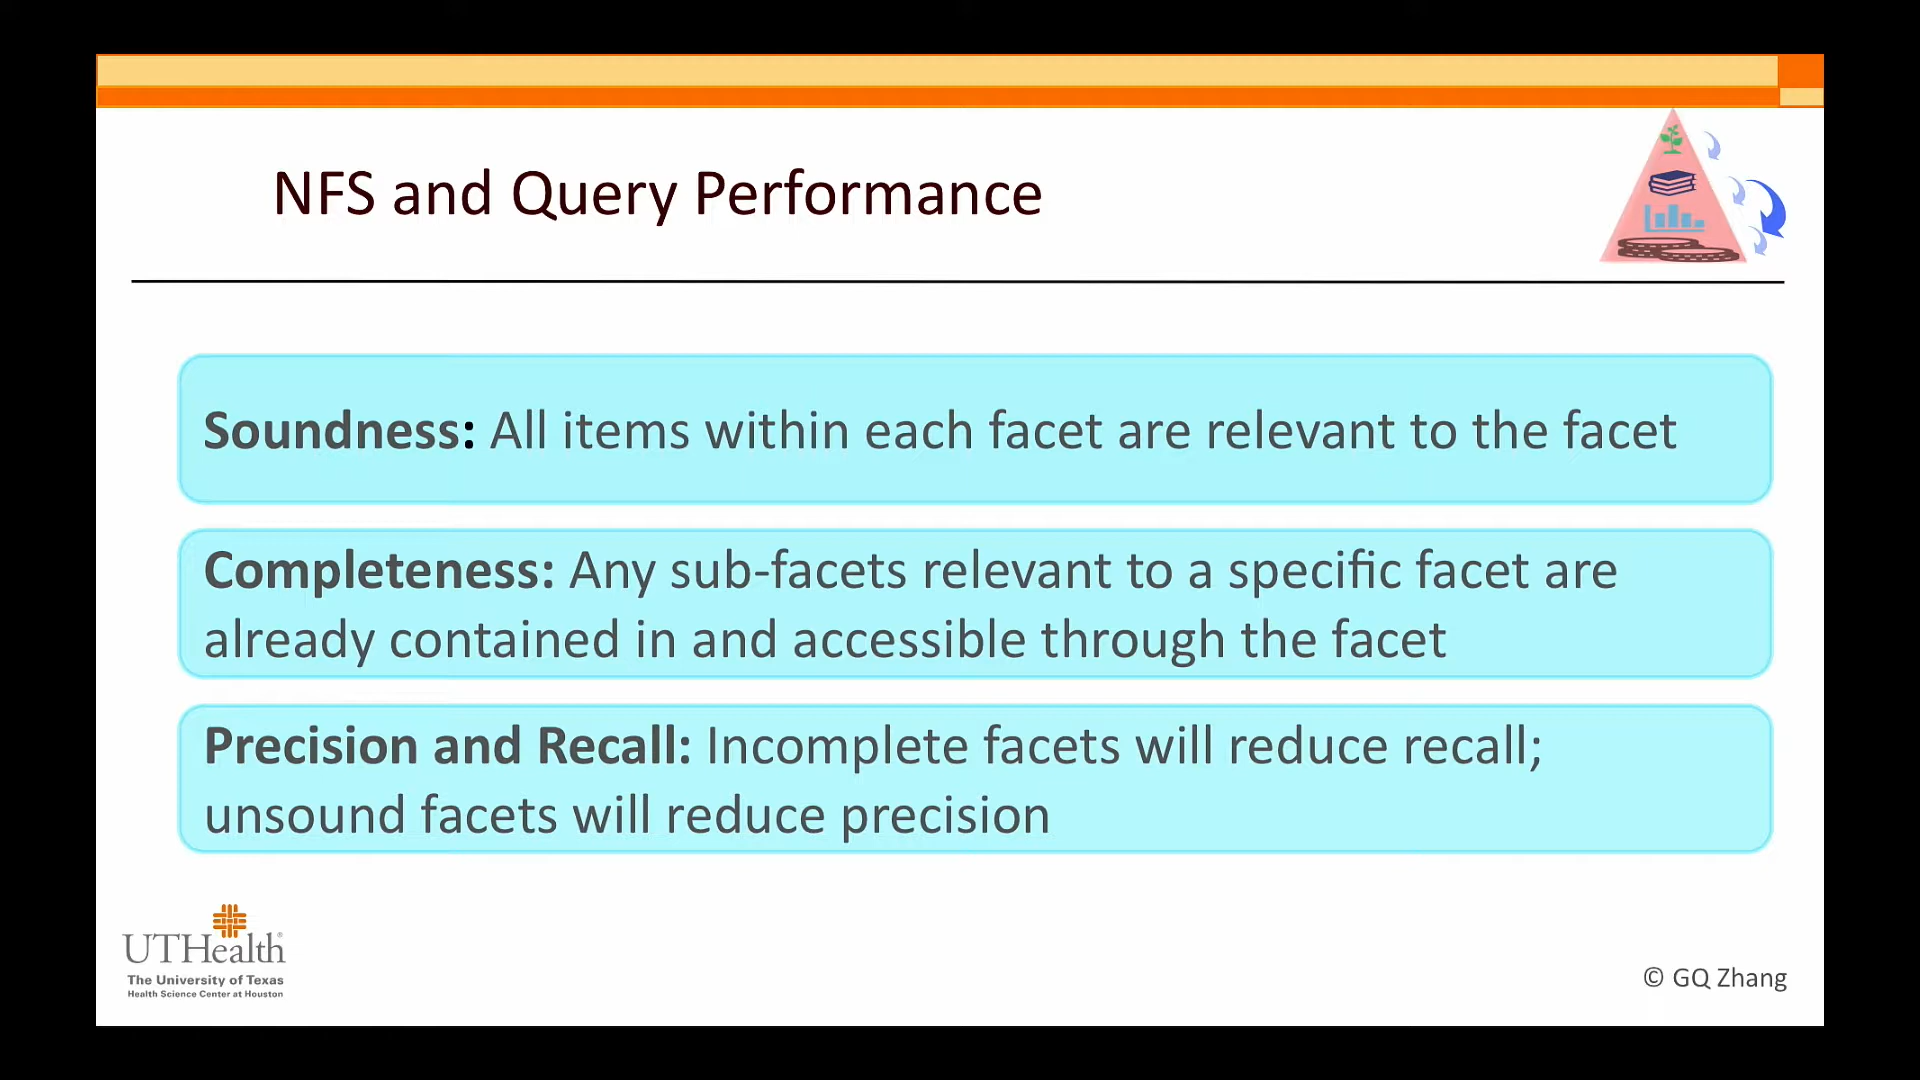 NFS and Query Performance
Soundness: All items within each facet are relevant to the facet
Completeness: Any sub-facets relevant to a specific facet are
already contained in and accessible through the facet
Precision and Recall: Incomplete facets will reduce recall;
unsound facets will reduce precision
UTHealth®
The University of Texas
Health Science Center at Houston
© GQ Zhang